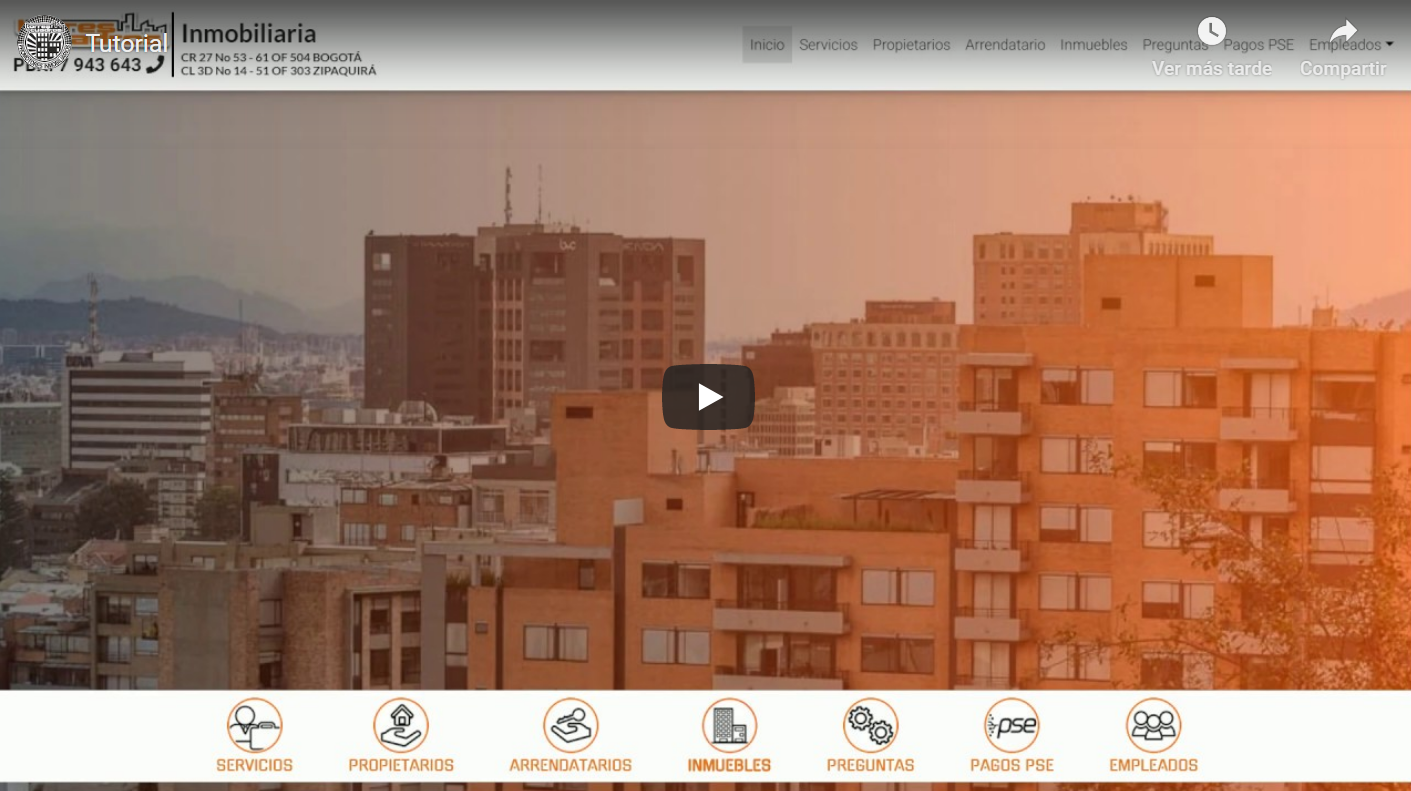 Tutorial
Inmobiliaria
CR 27 No 53 - 61 OF 504 BOGOTÁ
CL 3D No 14 - 51 OF 303 ZIPAQUIRÁ
7 943 643
Inicio Servicios Propietarios Arrendatario Inmuebles Preguntas Pagos PSE Empleados
Ver más tarde Compartir
BBVA
SERVICIOS PROPIETARIOS ARRENDATARIOS INMUEBLES PREGUNTAS PAGOS PSE EMPLEADOS
pse